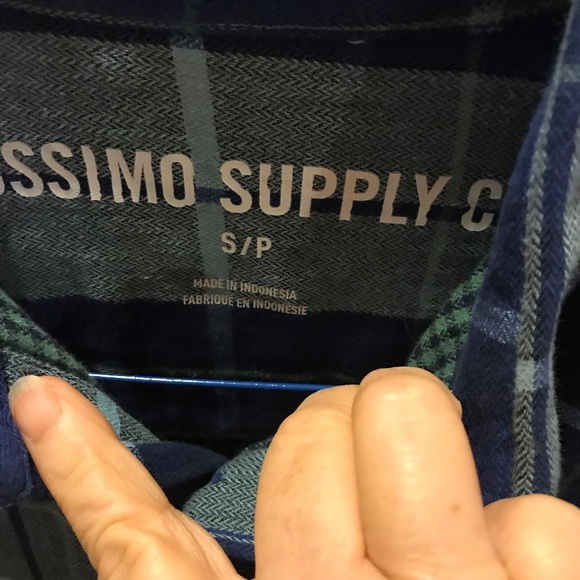 SSIMO SUPPLY C
S/P
MADE IN INDONESIA
FABRIQUE EN INDONÉSIE